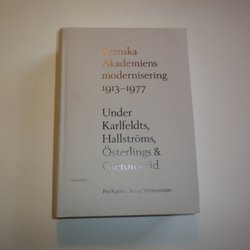 Svenska
Akademiens
modernisering
1913–1977
Under
Karlfeldts,
Hallströms,
Österlings &
Gierows tid